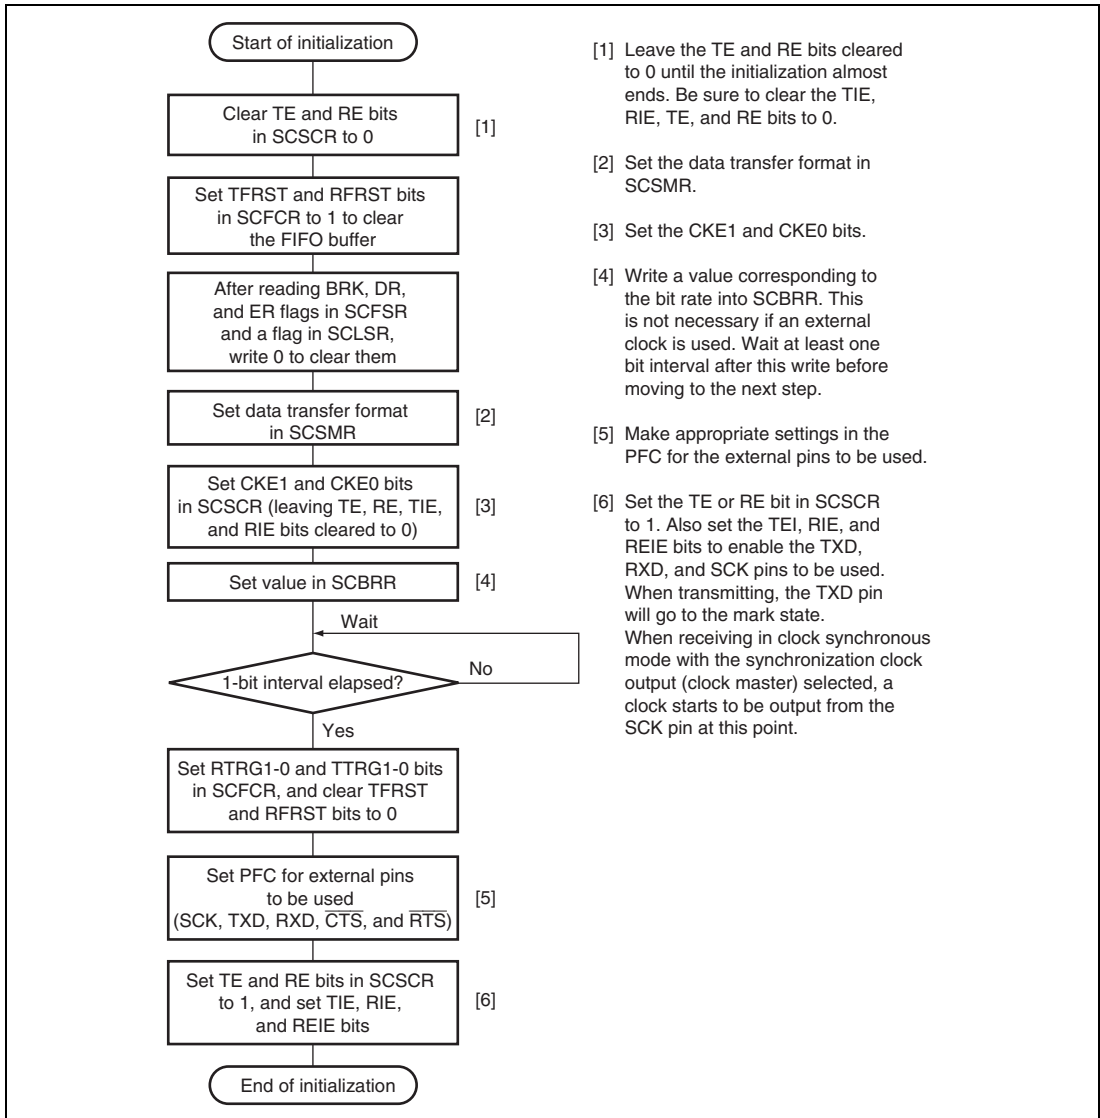 Start of initialization
Clear TE and RE bits
in SCSCR to 0
[1]
Set TFRST and RFRST bits
in SCFCR to 1 to clear
the FIFO buffer
After reading BRK, DR,
and ER flags in SCFSR
and a flag in SCLSR,
write 0 to clear them
Set data transfer format
in SCSMR
[2]
Set CKE1 and CKE0 bits
in SCSCR (leaving TE, RE, TIE,
and RIE bits cleared to 0)
[3]
Set value in SCBRR
[4]
Wait
1-bit interval elapsed?
No
Yes
Set RTRG1-0 and TTRG1-0 bits
in SCFCR, and clear TFRST
and RFRST bits to 0
Set PFC for external pins
to be used
(SCK, TXD, RXD, CTS, and RTS)
[5]
Set TE and RE bits in SCSCR
to 1, and set TIE, RIE,
and REIE bits
[6]
End of initialization
[1] Leave the TE and RE bits cleared
to 0 until the initialization almost
ends. Be sure to clear the TIE,
RIE, TE, and RE bits to 0.
[2] Set the data transfer format in
SCSMR.
[3] Set the CKE1 and CKE0 bits.
[4] Write a value corresponding to
the bit rate into SCBRR. This
is not necessary if an external
clock is used. Wait at least one
bit interval after this write before
moving to the next step.
[5] Make appropriate settings in the
PFC for the external pins to be used.
[6] Set the TE or RE bit in SCSCR
to 1. Also set the TEI, RIE, and
REIE bits to enable the TXD,
RXD, and SCK pins to be used.
When transmitting, the TXD pin
will go to the mark state.
When receiving in clock synchronous
mode with the synchronization clock
output (clock master) selected, a
clock starts to be output from the
SCK pin at this point.